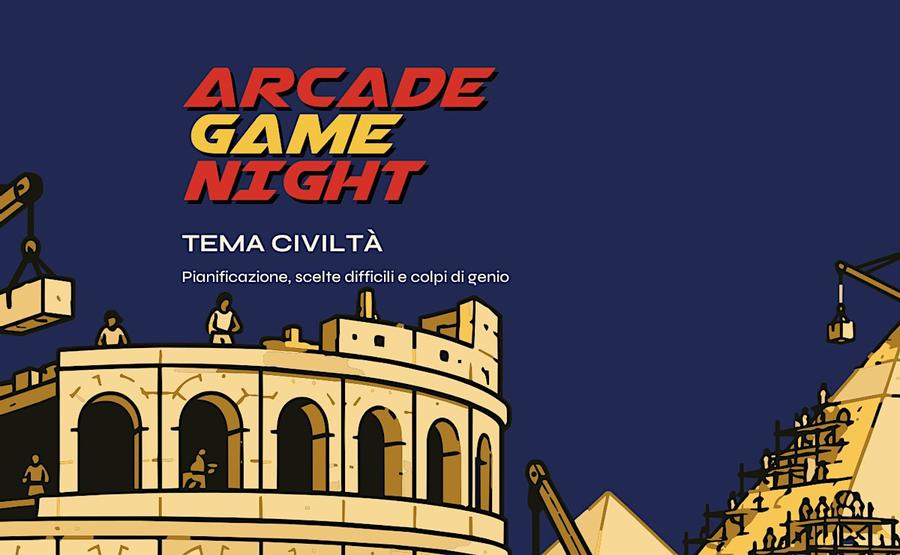 ARCADE
GAME
NIGHT
TEMA CIVILTÀ
Pianificazione, scelte difficili e colpi di genio